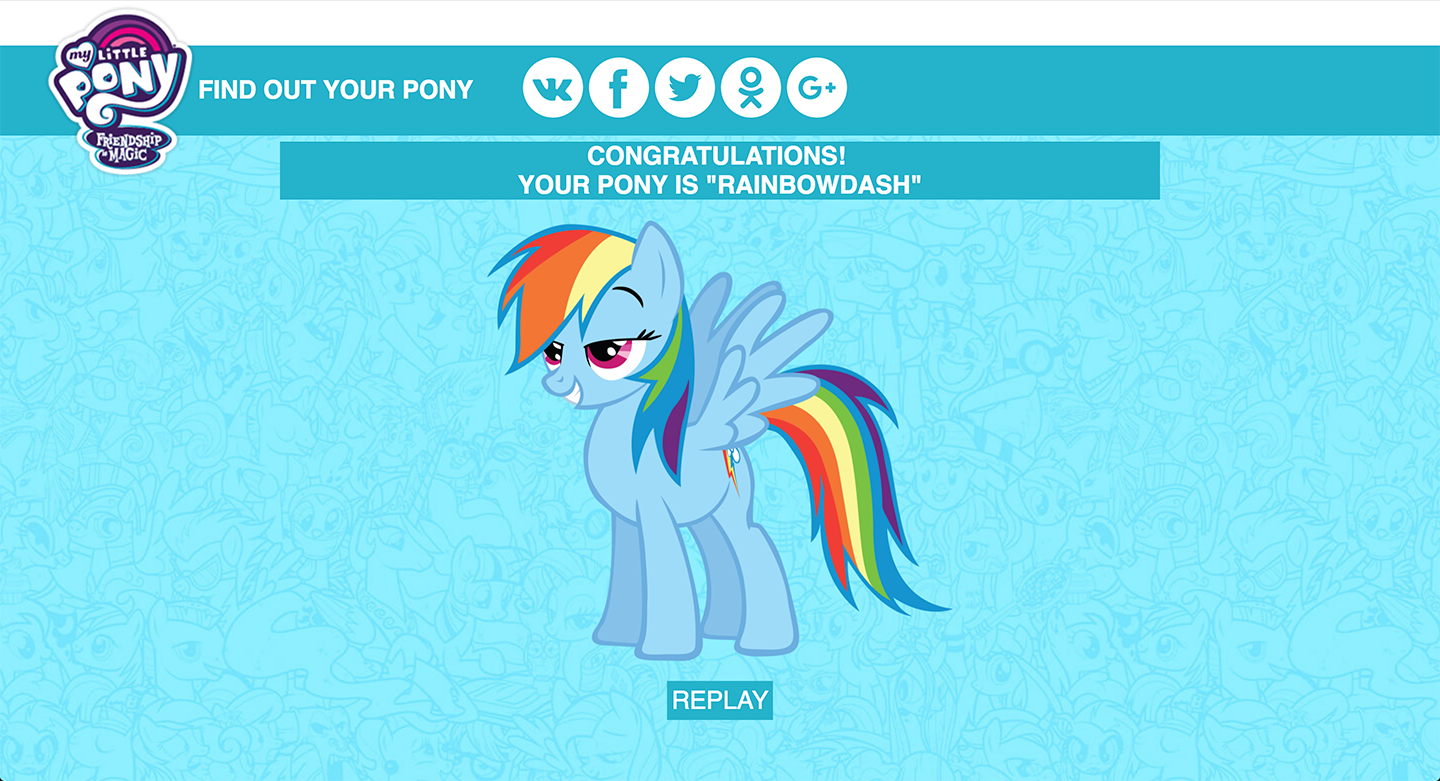 my LiTTLE
PONY
FRIENDSHIP
is MAGIC
FIND OUT YOUR PONY
G+
CONGRATULATIONS!
YOUR PONY IS "RAINBOWDASH"
REPLAY